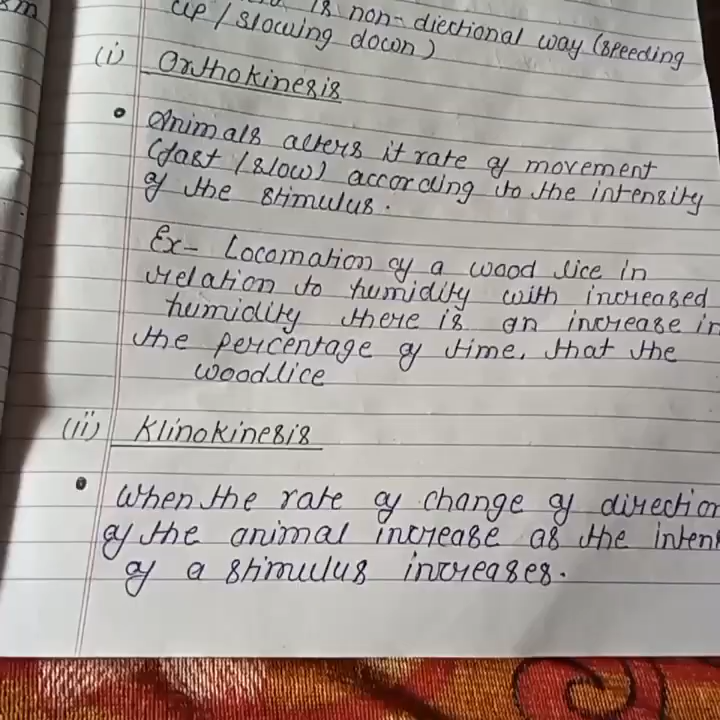 is non-diectional way (speeding
up / slowing down)
(i) Orthokinesis
• Animals alters it rate of movement
(fast / slow) according to the intensity
of the stimulus.
Ex- Locomation of a wood lice in
relation to humidity with increased
humidity there is an increase in
the percentage of time, that the
woodlice
(ii) Klinokinesis
• When the rate of change of direction
of the animal increase as the inten
of a stimulus increases.